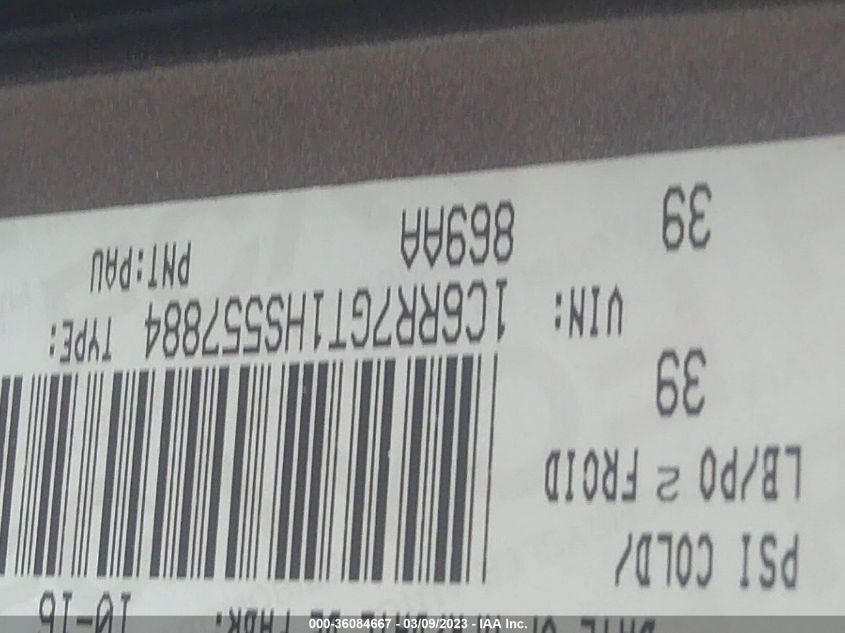 10-16
PSI COLD/
LB/PO 2 FROID
39
VIN: 1C6RR7GT1HS557884 TYPE:
39 869AA PNT:PAU
000-36084667 - 03/09/2023 - IAA Inc.